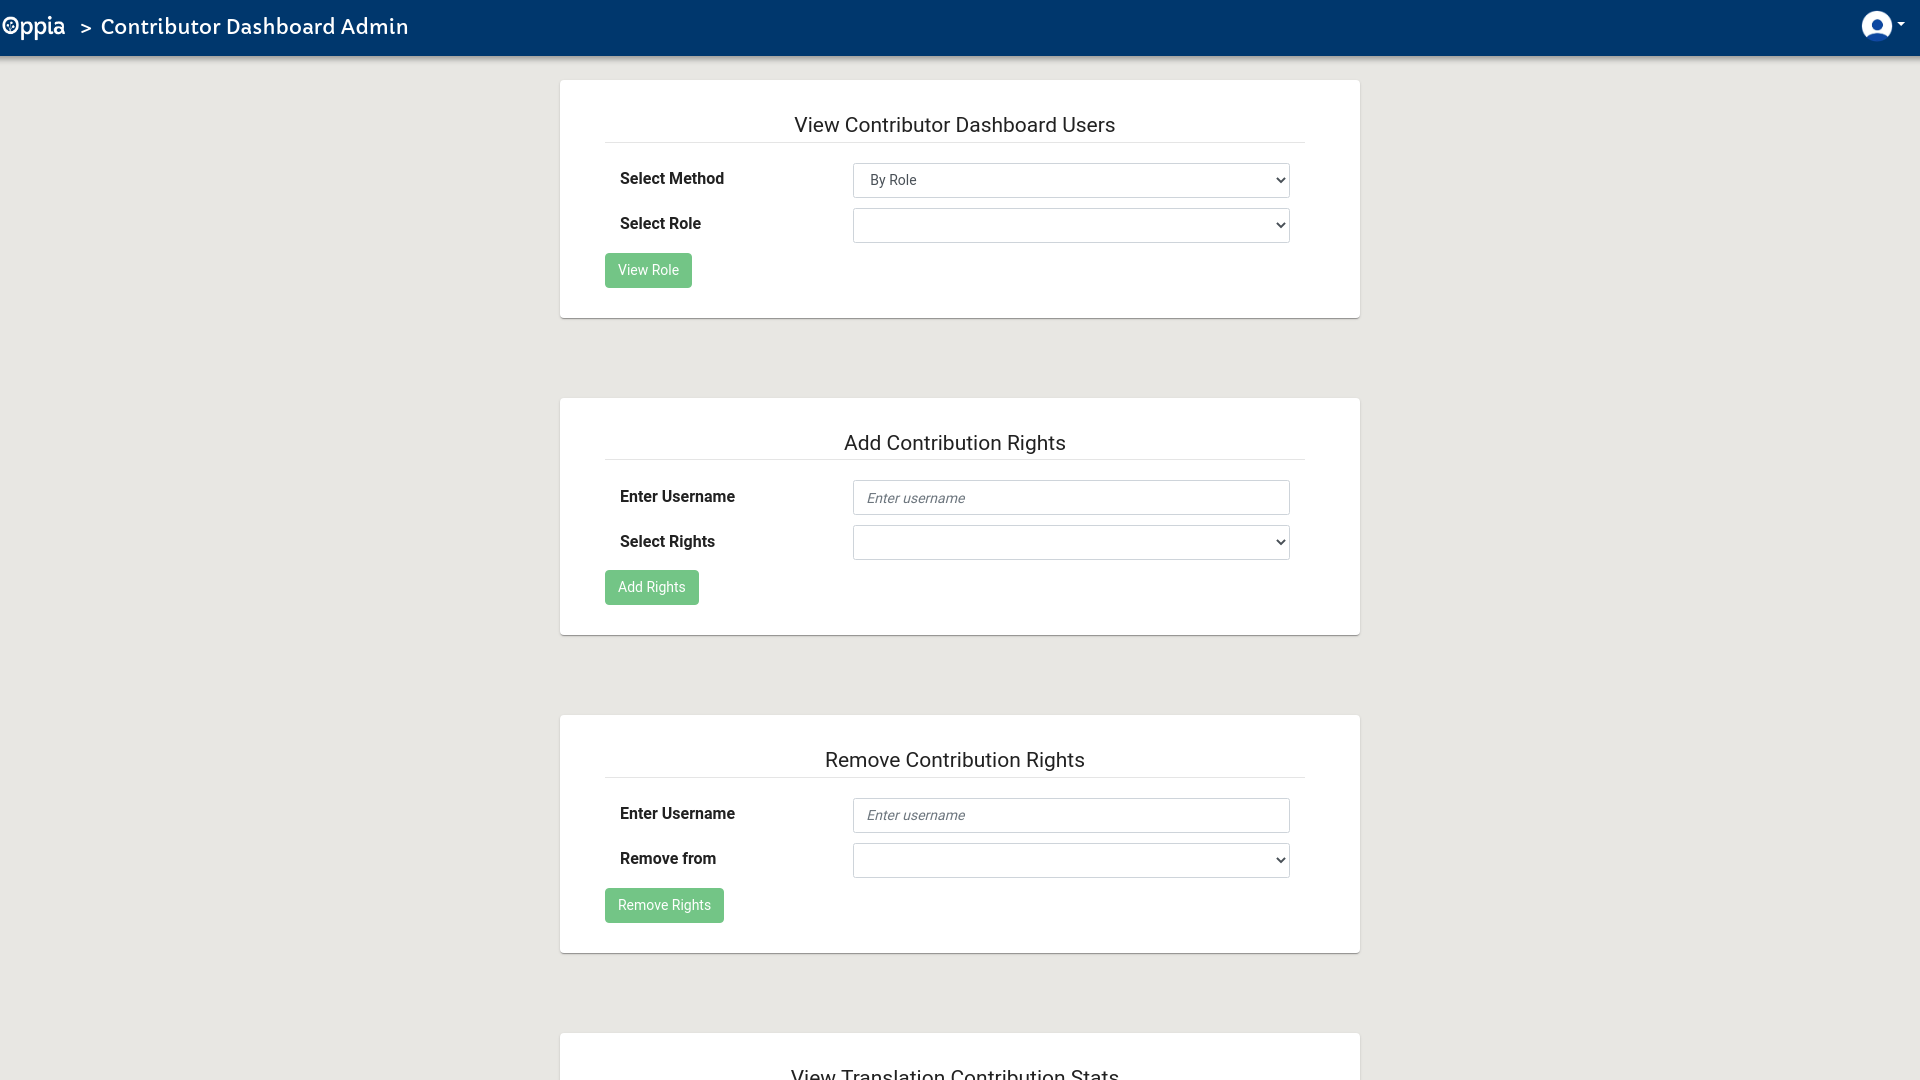 Oppia > Contributor Dashboard Admin
View Contributor Dashboard Users
Select Method By Role
Select Role
View Role
Add Contribution Rights
Enter Username Enter username
Select Rights
Add Rights
Remove Contribution Rights
Enter Username Enter username
Remove from
Remove Rights
View Translation Contribution Stats